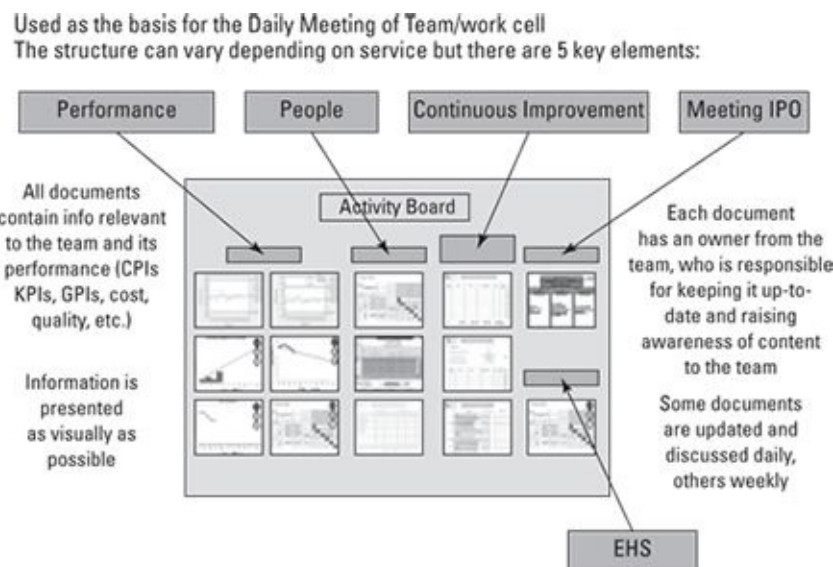 Used as the basis for the Daily Meeting of Team/work cell
The structure can vary depending on service but there are 5 key elements:
Performance
People
Continuous Improvement
Meeting IPO
All documents
contain info relevant
to the team and its
performance (CPIs
KPIs, GPIs, cost,
quality, etc.)
Information is
presented
as visually as
possible
Activity Board
Each document
has an owner from the
team, who is responsible
for keeping it up-to-
date and raising
awareness of content
to the team
Some documents
are updated and
discussed daily,
others weekly
EHS